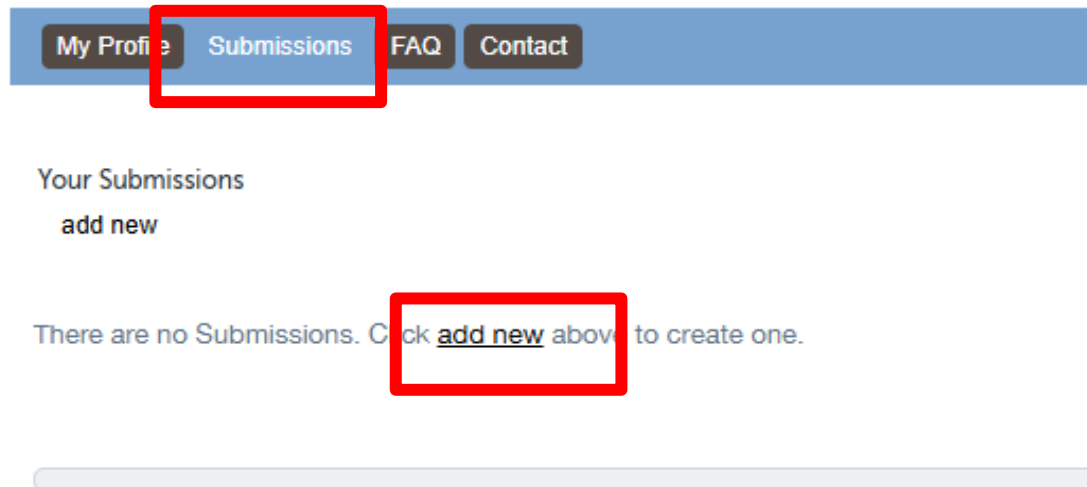 My Profile Submissions FAQ Contact
Your Submissions
add new
There are no Submissions. Click add new above to create one.